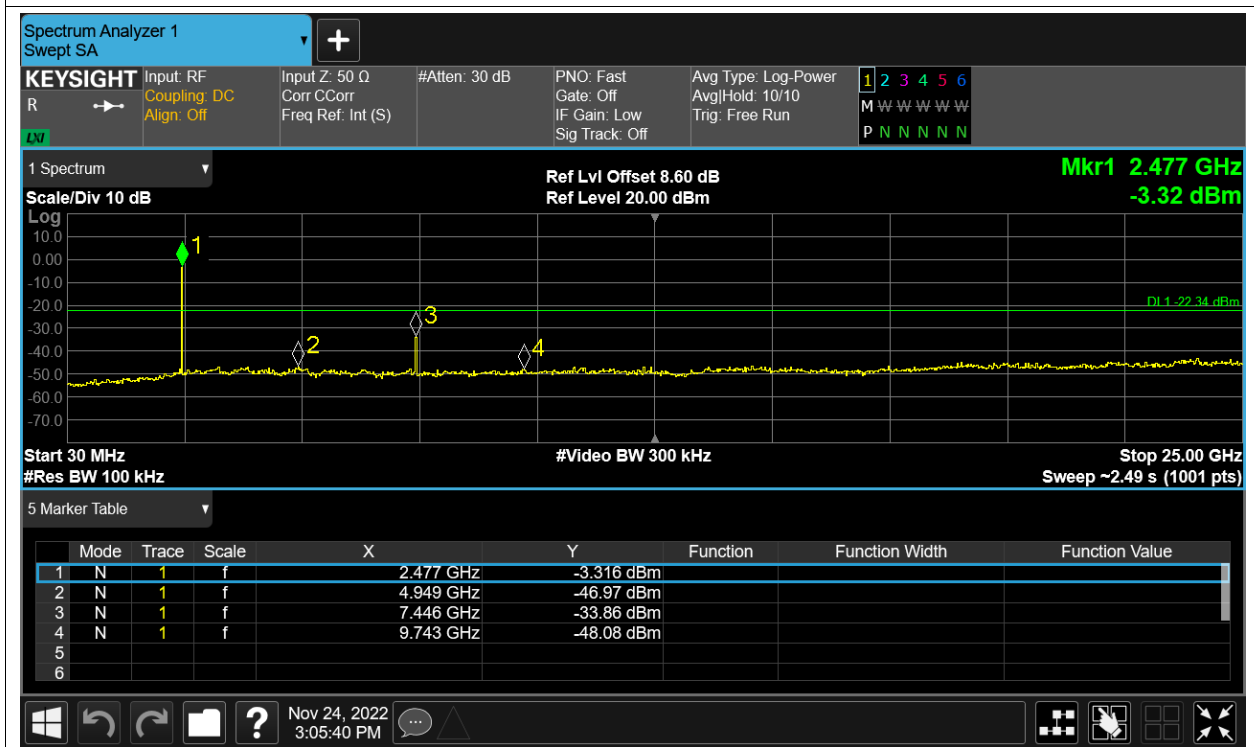 Spectrum Analyzer 1
Swept SA
+
KEYSIGHT Input: RF Input Z: 50 Ω #Atten: 30 dB PNO: Fast Avg Type: Log-Power 1 2 3 4 5 6
R Coupling: DC Corr CCorr Gate: Off Avg|Hold: 10/10 M W W W W W
Align: Off Freq Ref: Int (S) IF Gain: Low Trig: Free Run
LXI Sig Track: Off P N N N N N
1 Spectrum Ref Lvl Offset 8.60 dB Mkr1 2.477 GHz
Scale/Div 10 dB Ref Level 20.00 dBm -3.32 dBm
Log
10.0
1
0.00
-10.0
-20.0 DL1 -22.34 dBm
3
-30.0
2 4
-40.0
-50.0
-60.0
-70.0
Start 30 MHz #Video BW 300 kHz Stop 25.00 GHz
#Res BW 100 kHz Sweep ~2.49 s (1001 pts)
5 Marker Table
Mode Trace Scale X Y Function Function Width Function Value
1 N 1 f 2.477 GHz -3.316 dBm
2 N 1 f 4.949 GHz -46.97 dBm
3 N 1 f 7.446 GHz -33.86 dBm
4 N 1 f 9.743 GHz -48.08 dBm
5
6
? Nov 24, 2022
3:05:40 PM